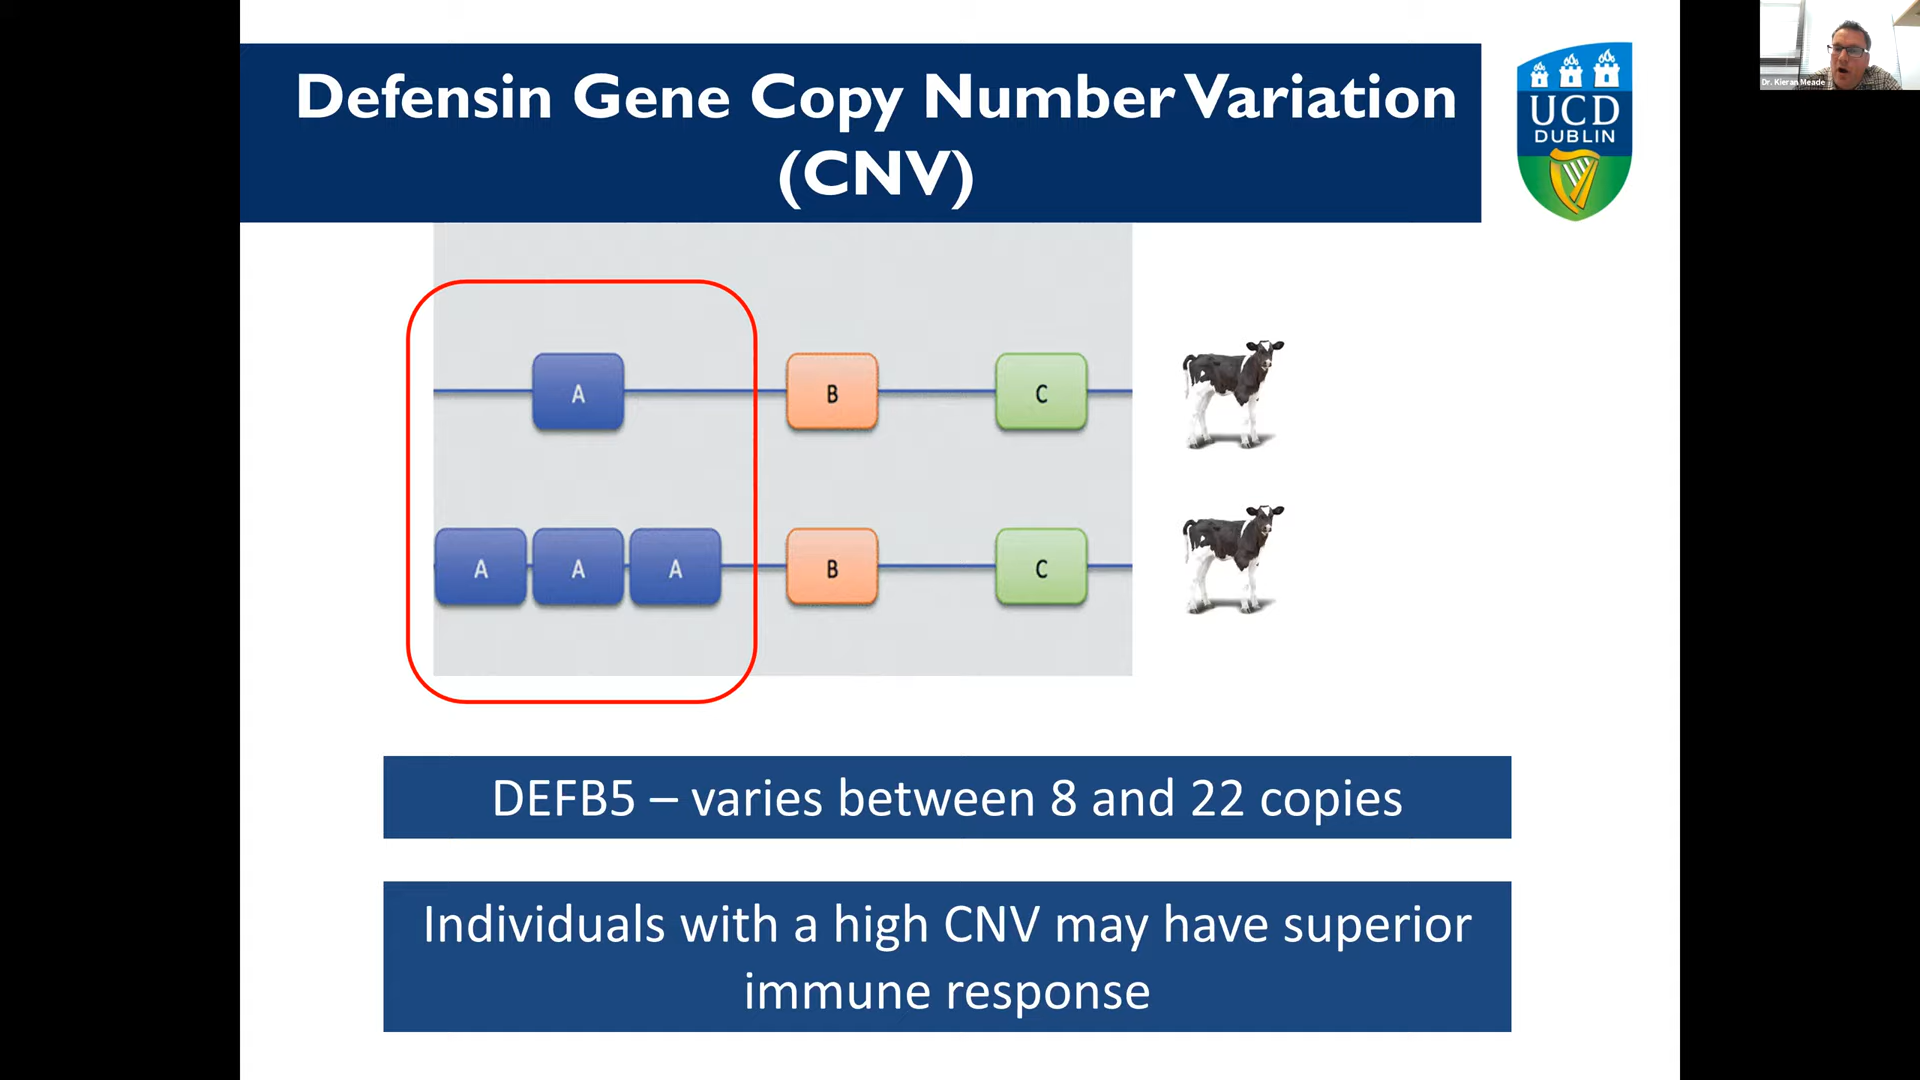 Defensin Gene Copy Number Variation
(CNV)
UCD
DUBLIN
Dr. Kieran Meade
A
B
C
A
A
A
B
C
DEFB5 – varies between 8 and 22 copies
Individuals with a high CNV may have superior
immune response